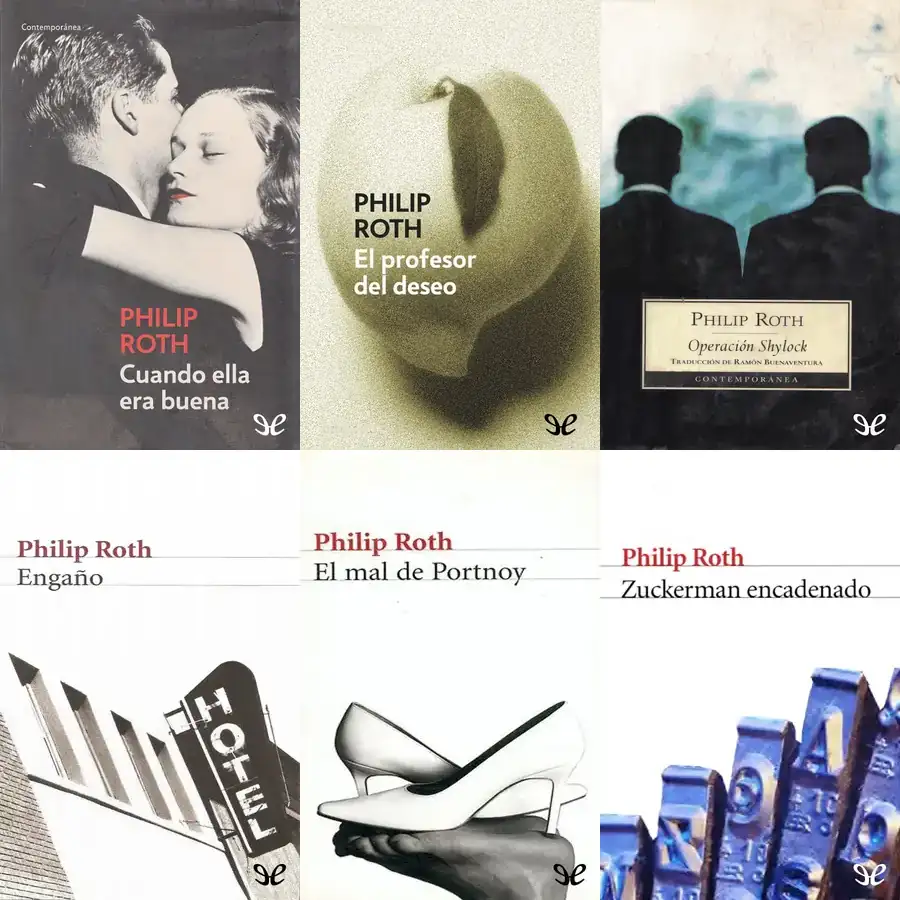 Contemporánea
PHILIP
ROTH
Cuando ella
era buena
PHILIP
ROTH
El profesor
del deseo
PHILIP ROTH
Operación Shylock
TRADUCCIÓN DE RAMÓN BUENAVENTURA
CONTEMPORÁNEA
Philip Roth
Engaño
HOTEL
Philip Roth
El mal de Portnoy
Philip Roth
Zuckerman encadenado